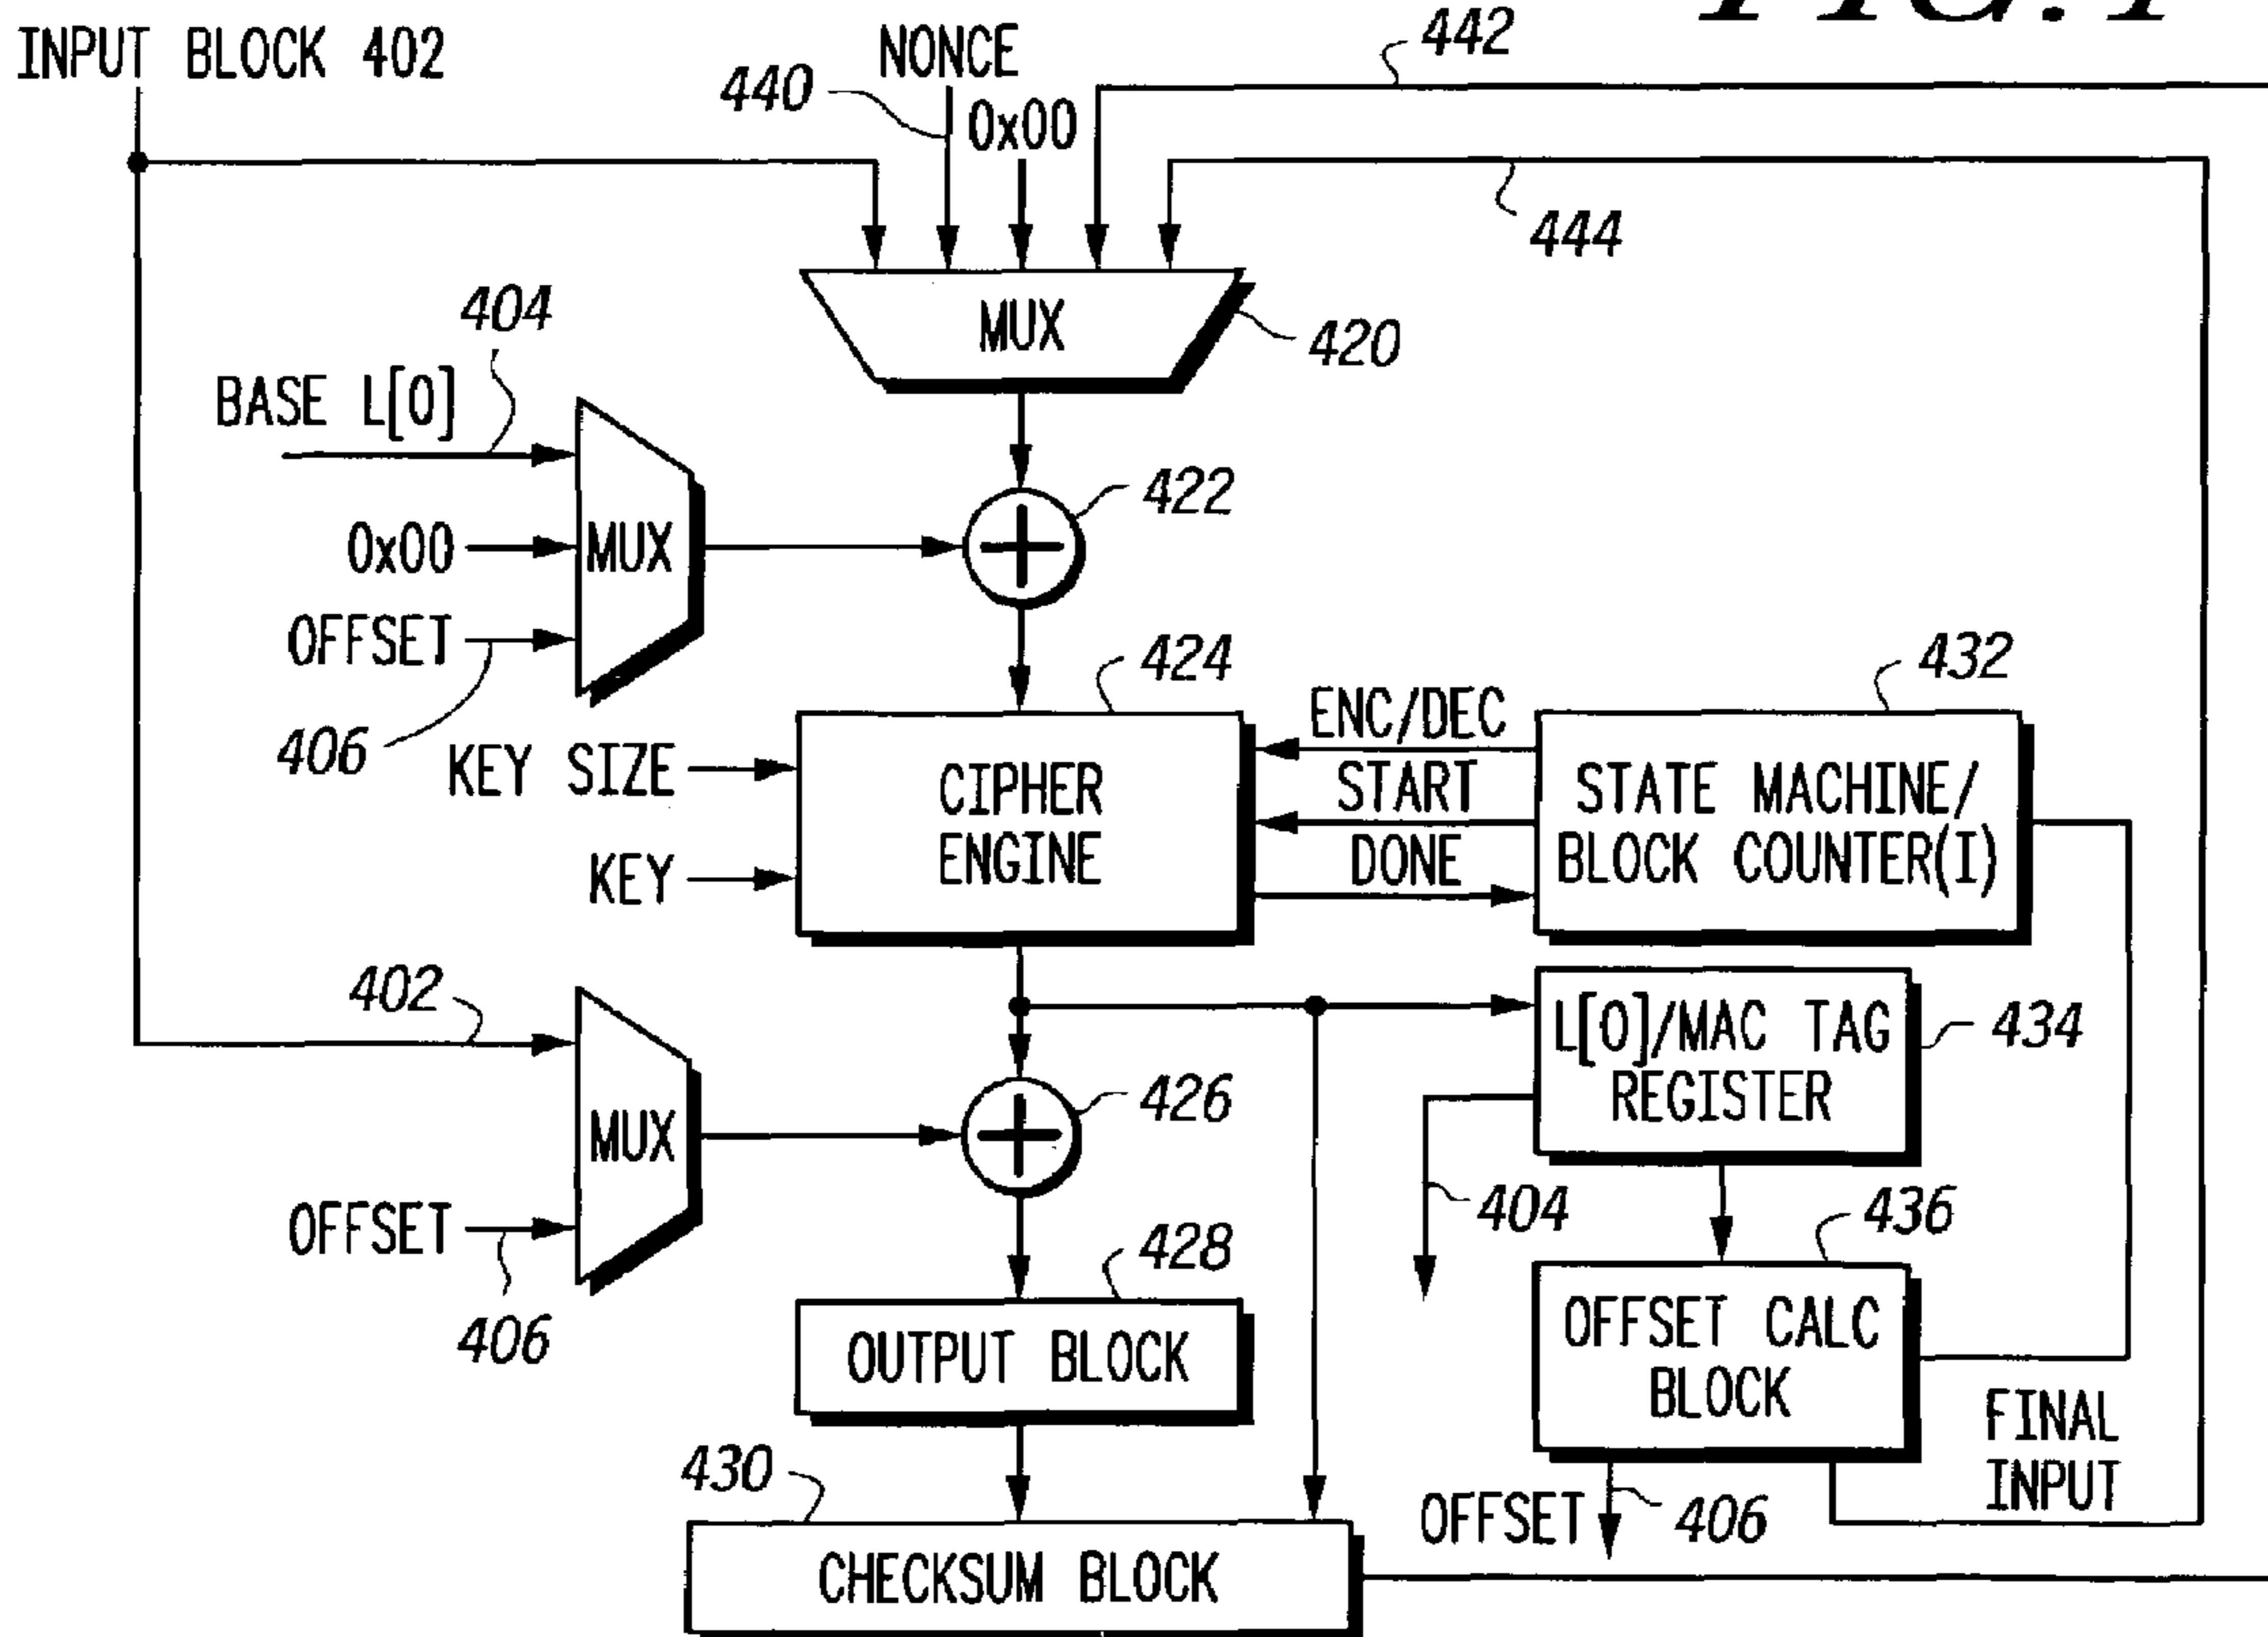 INPUT BLOCK 402
NONCE
440
0x00
442
444
MUX
420
404
BASE L[0]
0x00
MUX
OFFSET
406
422
424
KEY SIZE
KEY
CIPHER
ENGINE
ENC/DEC
START
DONE
432
STATE MACHINE/
BLOCK COUNTER(I)
402
MUX
OFFSET
406
426
L[0]/MAC TAG
REGISTER
434
404
436
OFFSET CALC
BLOCK
428
OUTPUT BLOCK
FINAL
INPUT
OFFSET
406
430
CHECKSUM BLOCK